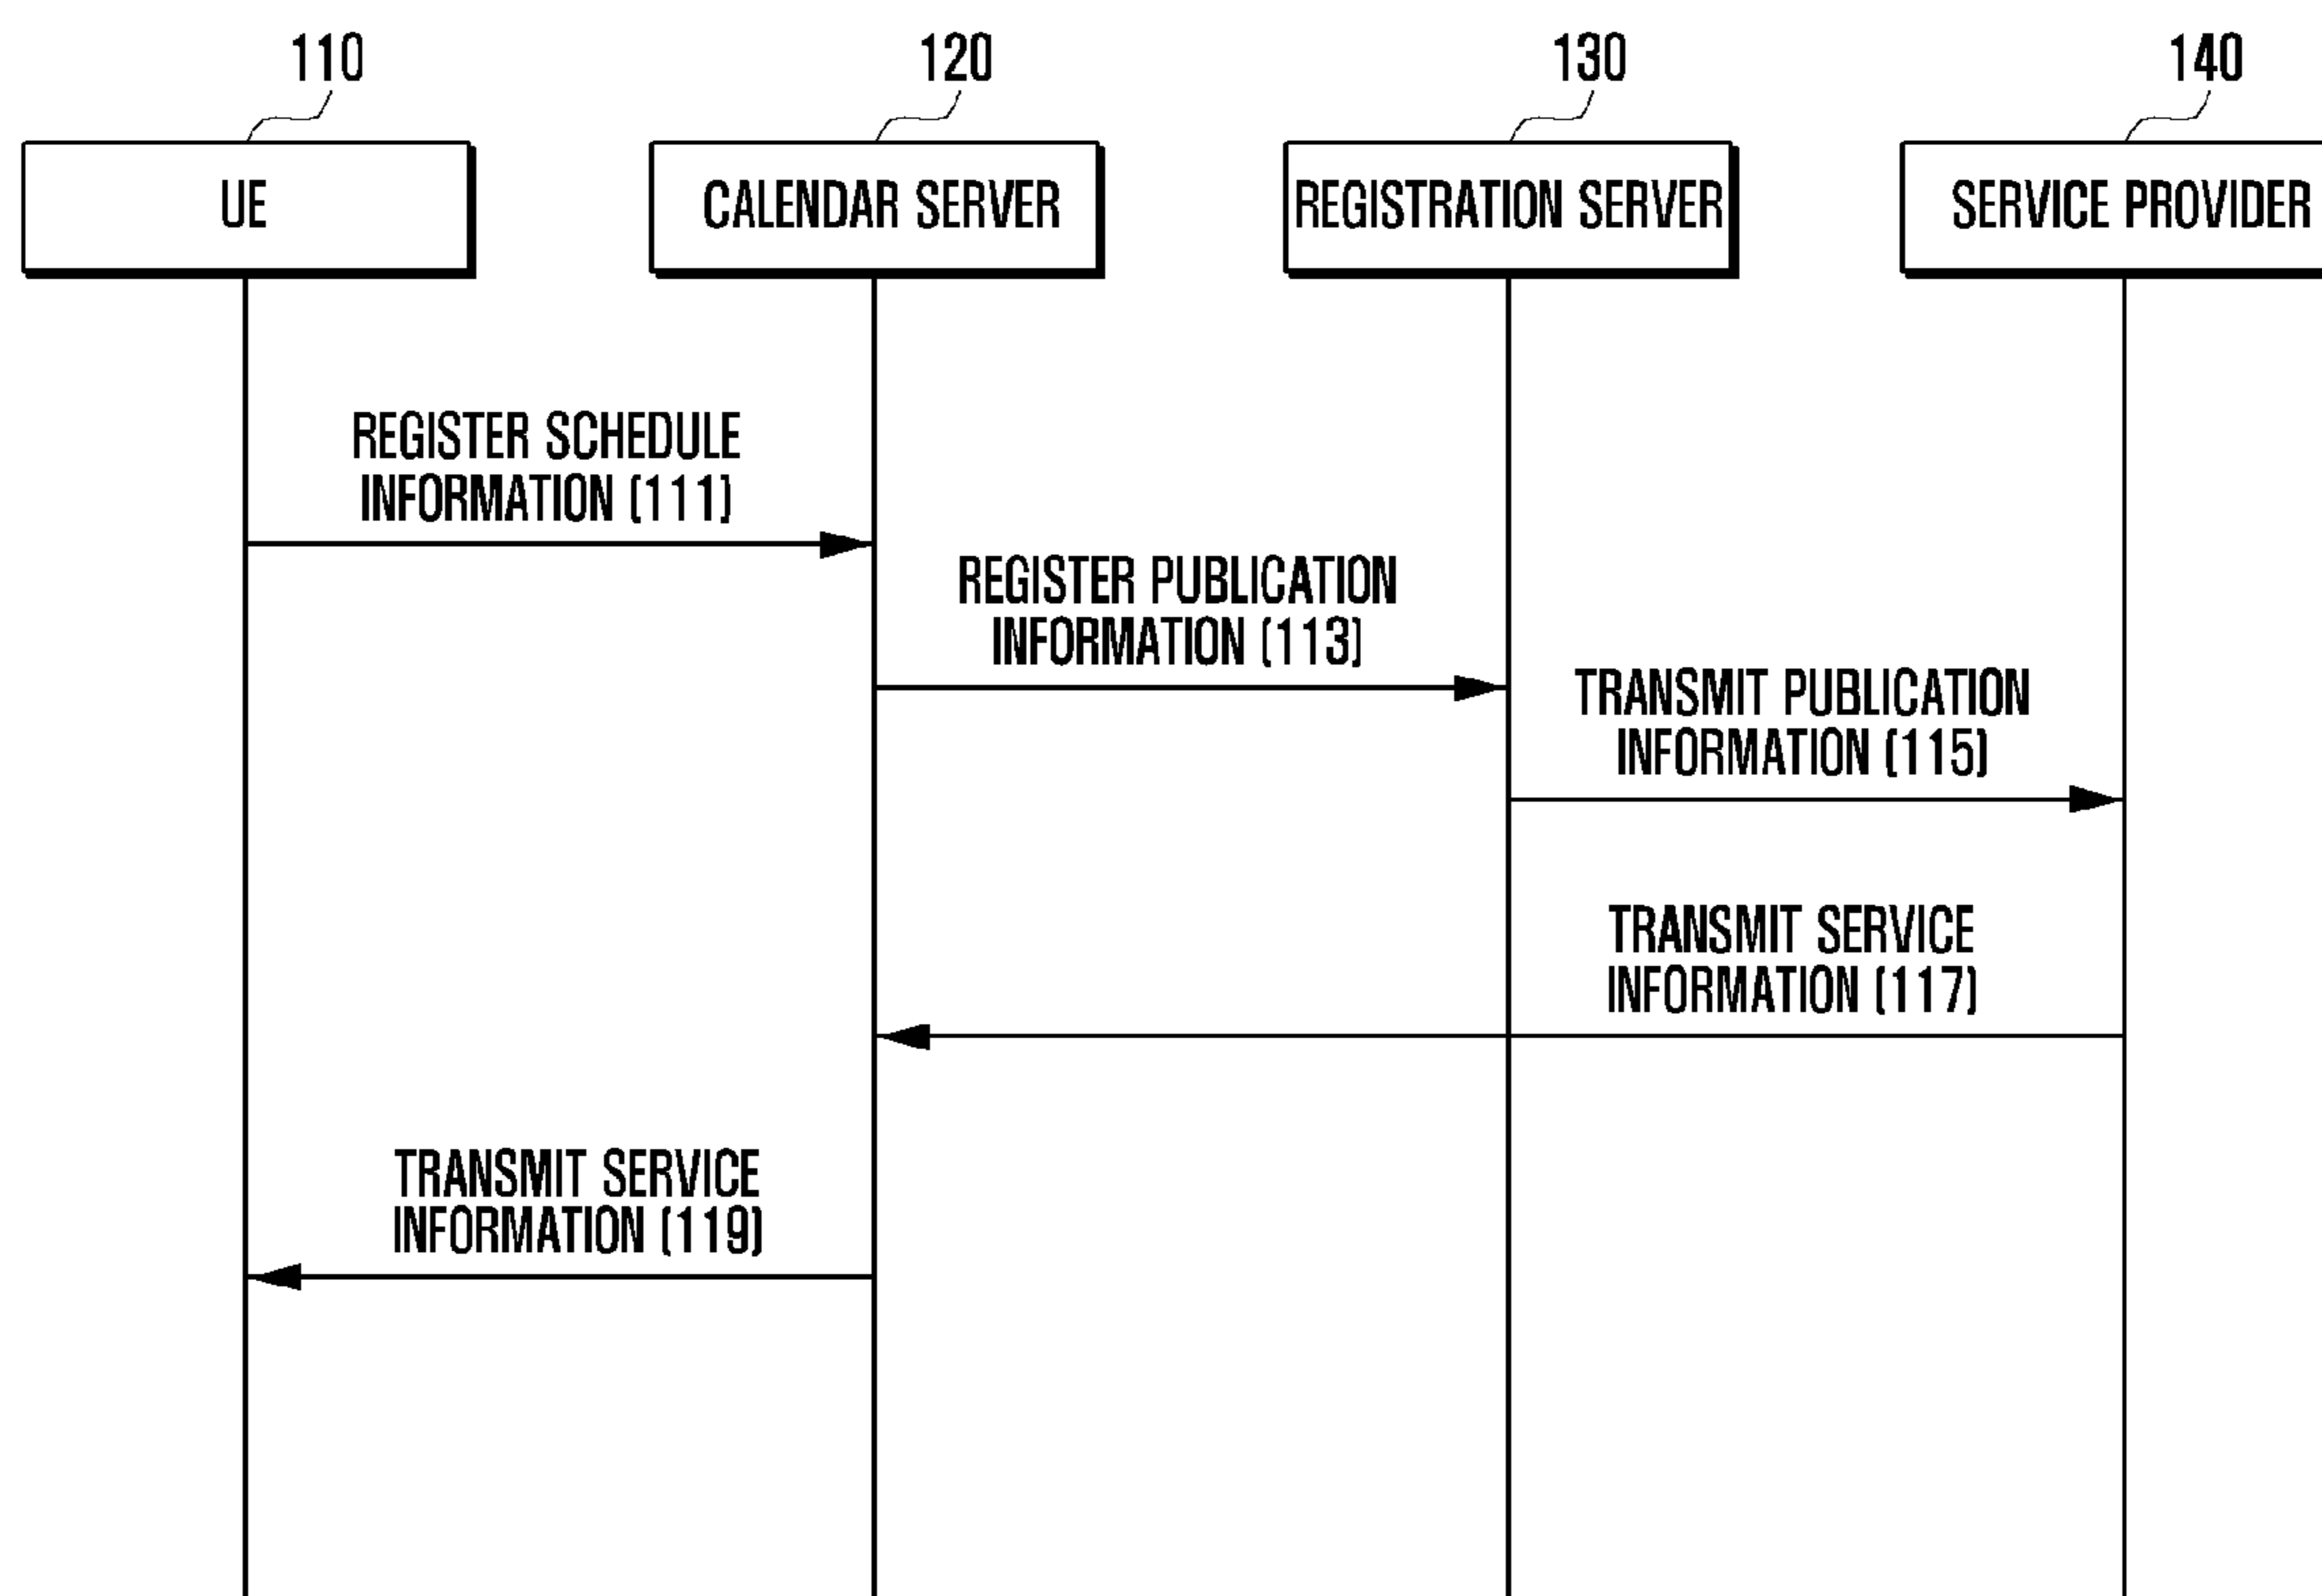 110
120
130
140
UE
CALENDAR SERVER
REGISTRATION SERVER
SERVICE PROVIDER
REGISTER SCHEDULE
INFORMATION (111)
REGISTER PUBLICATION
INFORMATION (113)
TRANSMIT PUBLICATION
INFORMATION (115)
TRANSMIT SERVICE
INFORMATION (117)
TRANSMIT SERVICE
INFORMATION (119)